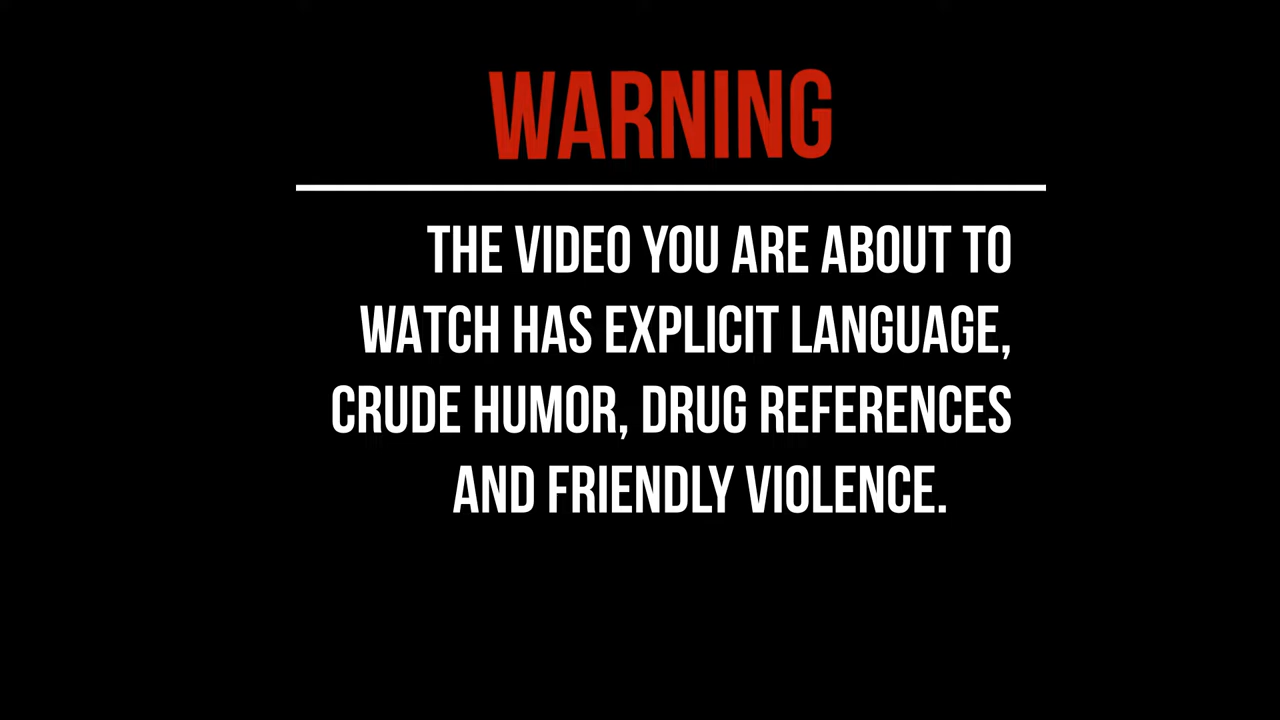 WARNING
THE VIDEO YOU ARE ABOUT TO
WATCH HAS EXPLICIT LANGUAGE,
CRUDE HUMOR, DRUG REFERENCES
AND FRIENDLY VIOLENCE.